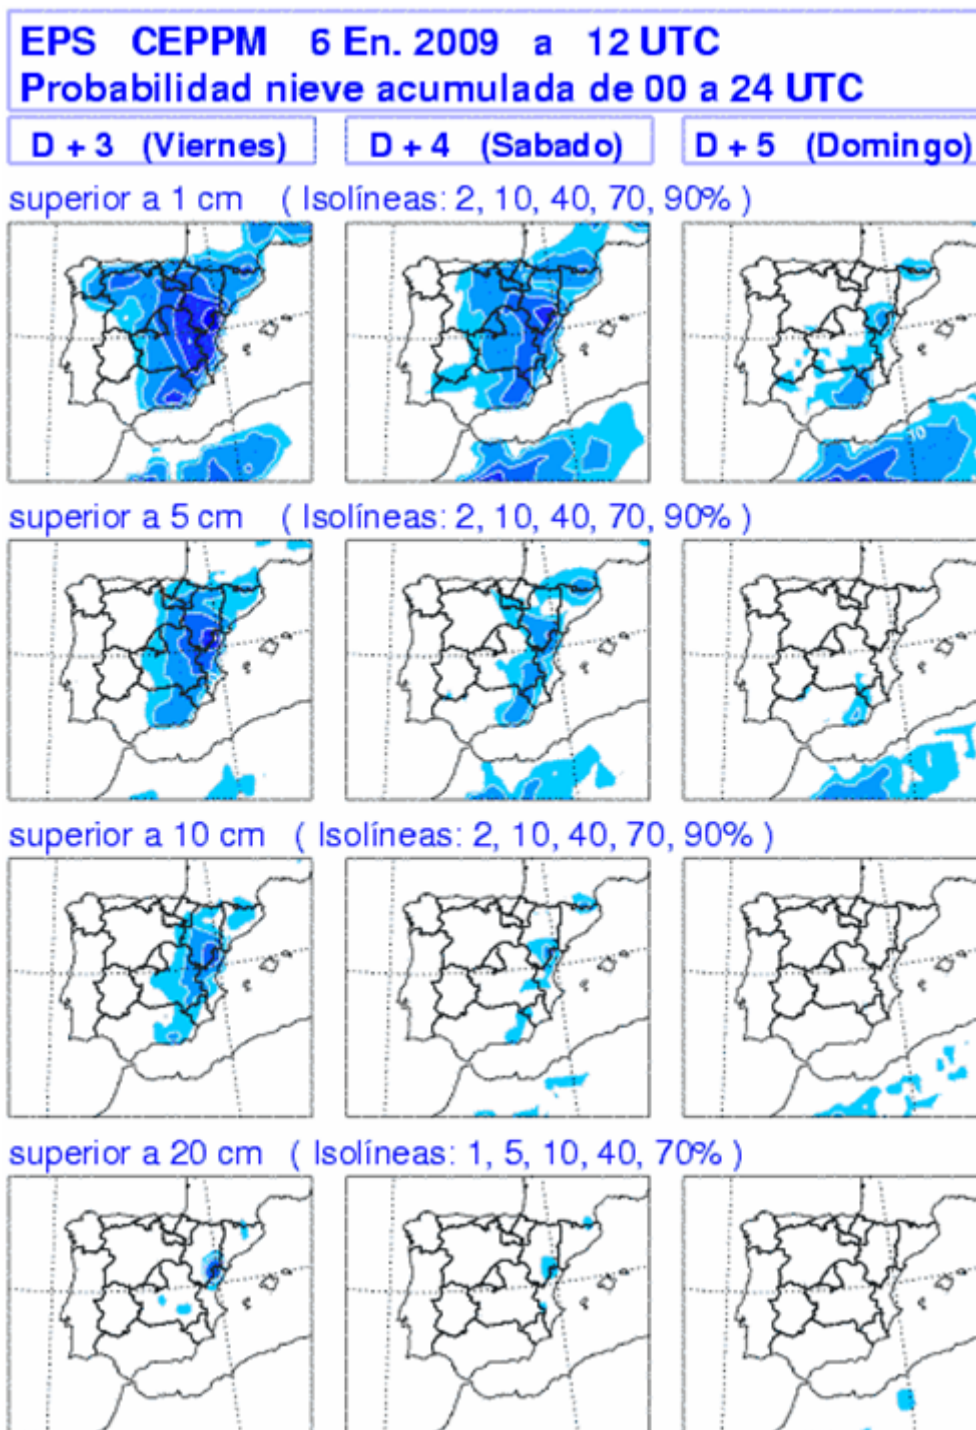 EPS CEPPM 6 En. 2009 a 12 UTC
Probabilidad nieve acumulada de 00 a 24 UTC
D + 3 (Viernes) D + 4 (Sabado) D + 5 (Domingo)
superior a 1 cm ( Isolíneas: 2, 10, 40, 70, 90% )
10
superior a 5 cm ( Isolíneas: 2, 10, 40, 70, 90% )
superior a 10 cm ( Isolíneas: 2, 10, 40, 70, 90% )
superior a 20 cm ( Isolíneas: 1, 5, 10, 40, 70% )